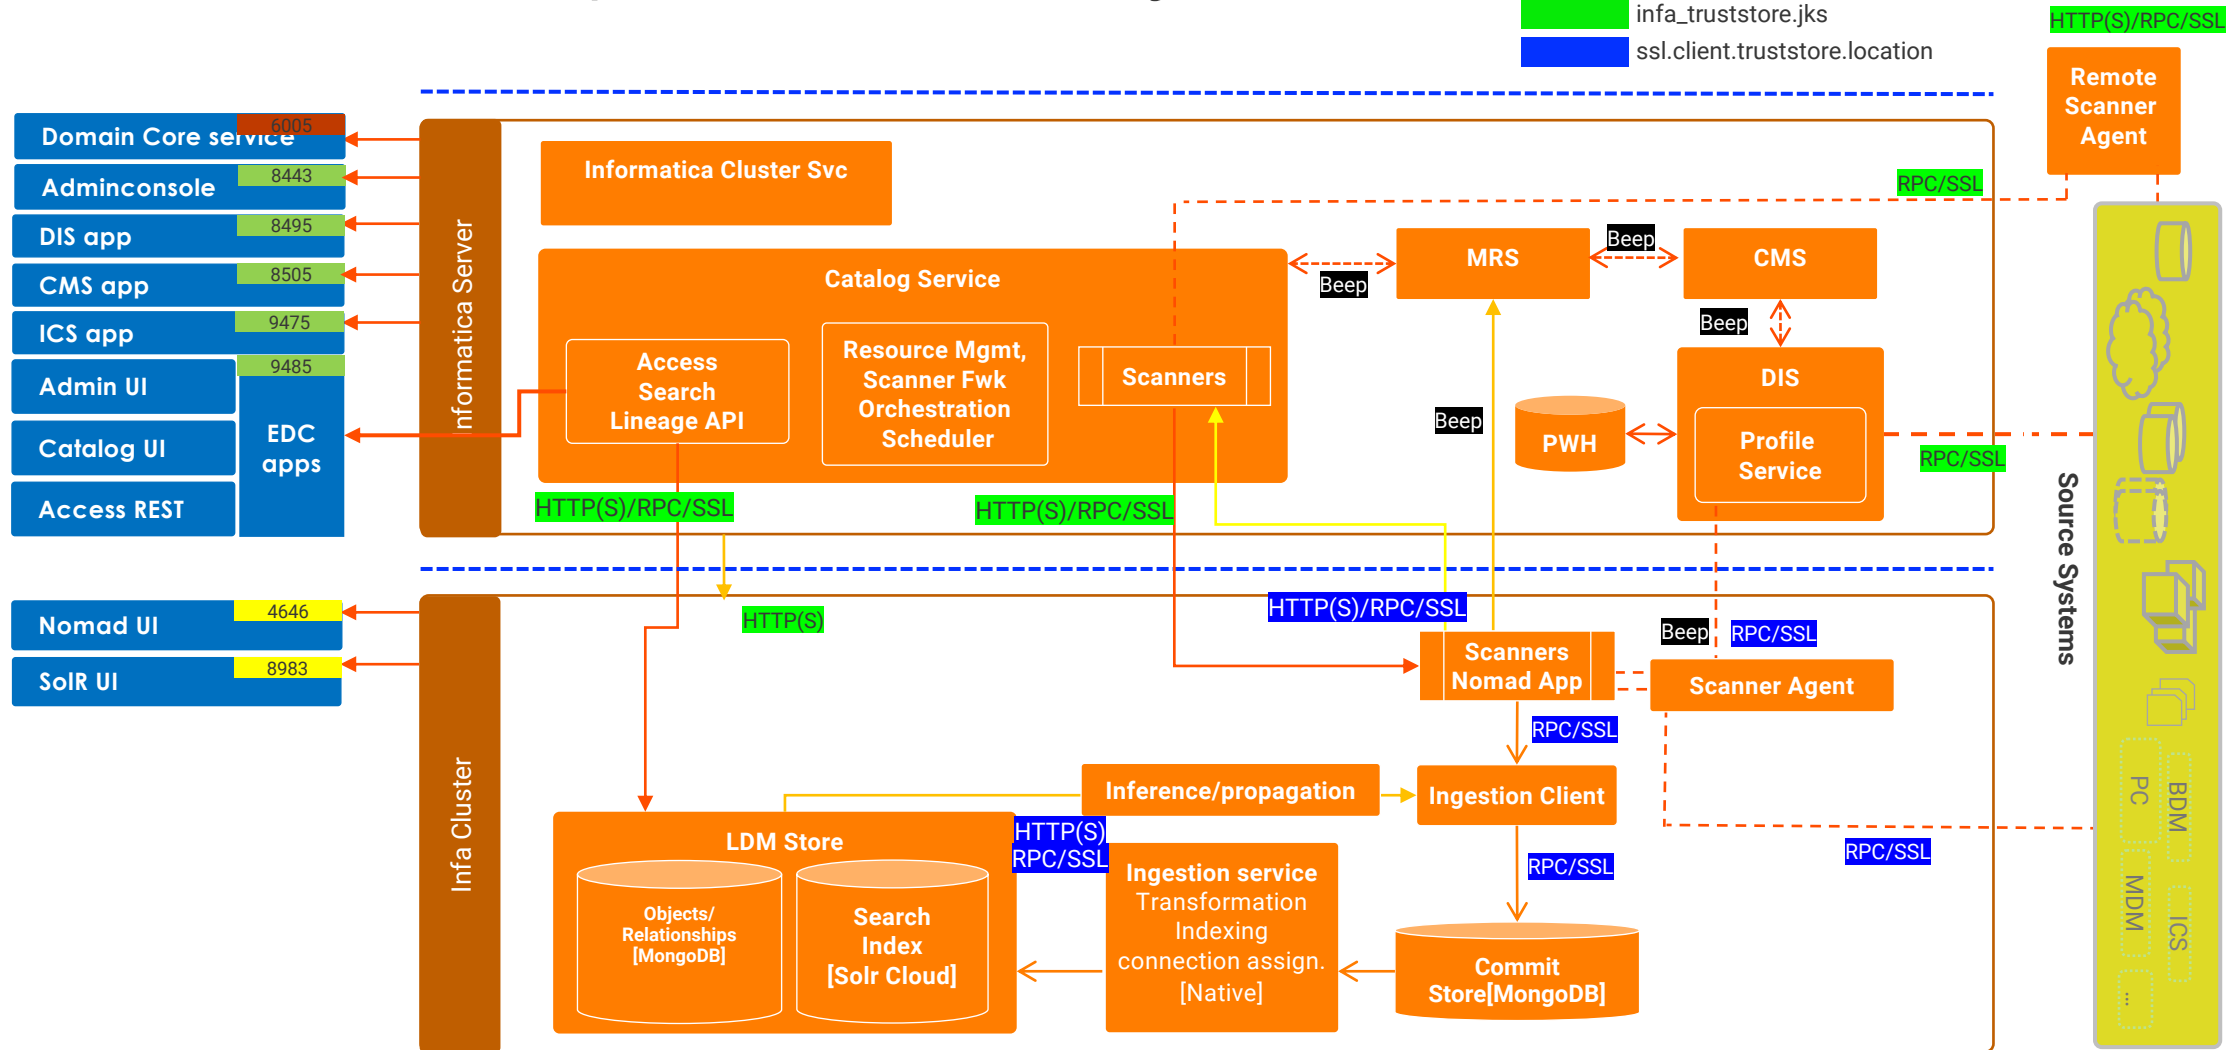 infa_truststore.jks
ssl.client.truststore.location
HTTP(S)/RPC/SSL
Remote
Scanner
Agent
Domain Core service
6005
Adminconsole
8443
DIS app
8495
CMS app
8505
ICS app
9475
Admin UI
9485
Catalog UI
EDC
apps
Access REST
Informatica Server
Informatica Cluster Svc
RPC/SSL
Catalog Service
Beep
MRS
Beep
CMS
Beep
Access
Search
Lineage API
Resource Mgmt,
Scanner Fwk
Orchestration
Scheduler
Scanners
Beep
PWH
DIS
Profile
Service
RPC/SSL
HTTP(S)/RPC/SSL
HTTP(S)/RPC/SSL
Source Systems
Nomad UI
4646
SolR UI
8983
Infa Cluster
HTTP(S)
HTTP(S)/RPC/SSL
Scanners
Nomad App
Beep
RPC/SSL
Scanner Agent
RPC/SSL
Inference/propagation
Ingestion Client
LDM Store
HTTP(S)
RPC/SSL
RPC/SSL
RPC/SSL
Objects/
Relationships
[MongoDB]
Search
Index
[Solr Cloud]
Ingestion service
Transformation
Indexing
connection assign.
[Native]
Commit
Store[MongoDB]
PC
BDM
MDM
ICS
...